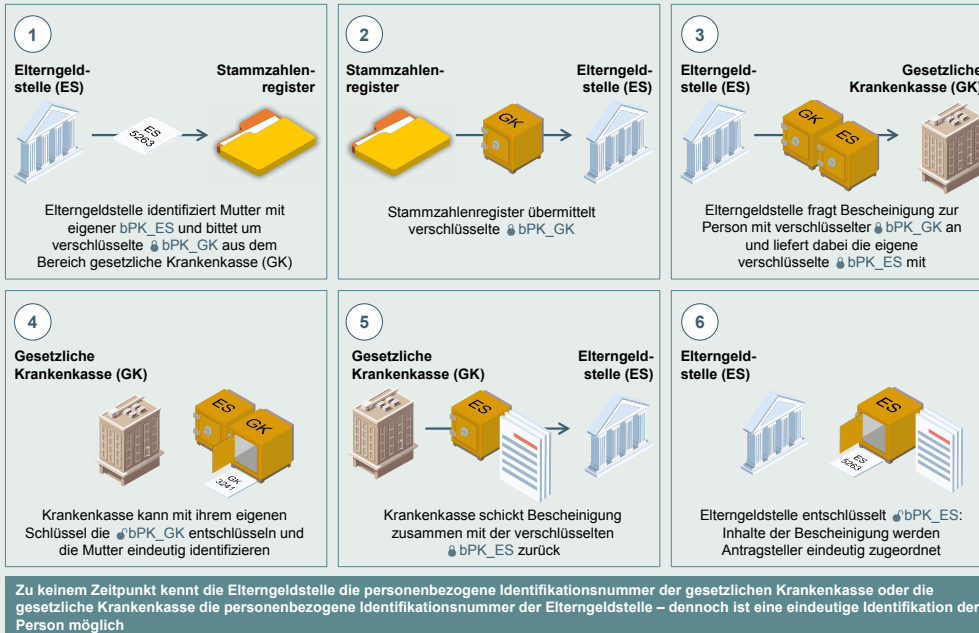 1
Elterngeld-
stelle (ES)
Stammzahlen-
register
ES
5263
Elterngeldstelle identifiziert Mutter mit
eigener bPK_ES und bittet um
verschlüsselte bPK_GK aus dem
Bereich gesetzliche Krankenkasse (GK)
2
Stammzahlen-
register
Elterngeld-
stelle (ES)
GK
Stammzahlenregister übermittelt
verschlüsselte bPK_GK
3
Elterngeld-
stelle (ES)
Gesetzliche
Krankenkasse (GK)
GK
ES
Elterngeldstelle fragt Bescheinigung zur
Person mit verschlüsselter bPK_GK an
und liefert dabei die eigene
verschlüsselte bPK_ES mit
4
Gesetzliche
Krankenkasse (GK)
ES
GK
GK
3241
Krankenkasse kann mit ihrem eigenen
Schlüssel die bPK_GK entschlüsseln und
die Mutter eindeutig identifizieren
5
Gesetzliche
Krankenkasse (GK)
Elterngeld-
stelle (ES)
ES
Krankenkasse schickt Bescheinigung
zusammen mit der verschlüsselten
bPK_ES zurück
6
Elterngeld-
stelle (ES)
ES
ES
5263
Elterngeldstelle entschlüsselt bPK_ES:
Inhalte der Bescheinigung werden
Antragsteller eindeutig zugeordnet
Zu keinem Zeitpunkt kennt die Elterngeldstelle die personenbezogene Identifikationsnummer der gesetzlichen Krankenkasse oder die
gesetzliche Krankenkasse die personenbezogene Identifikationsnummer der Elterngeldstelle – dennoch ist eine eindeutige Identifikation der
Person möglich